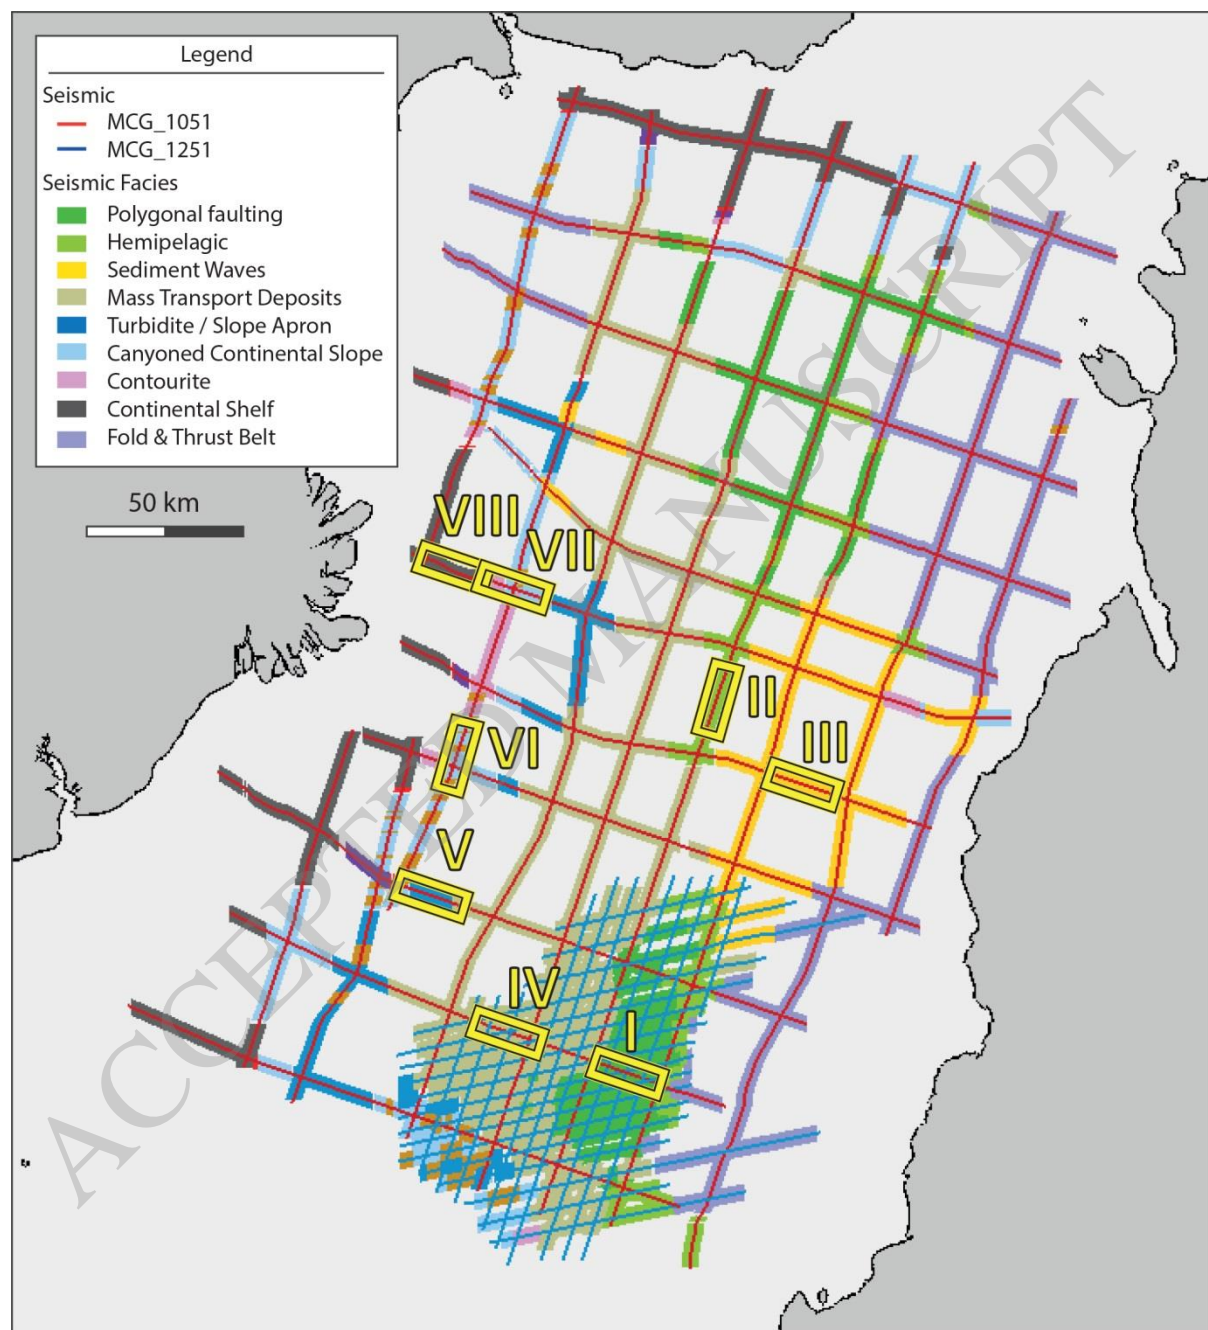 Legend
Seismic
MCG_1051
MCG_1251
Seismic Facies
Polygonal faulting
Hemipelagic
Sediment Waves
Mass Transport Deposits
Turbidite / Slope Apron
Canyoned Continental Slope
Contourite
Continental Shelf
Fold & Thrust Belt
50 km
VIII
VII
II
VI
III
V
IV
I
ACCEPTED MANUSCRIPT